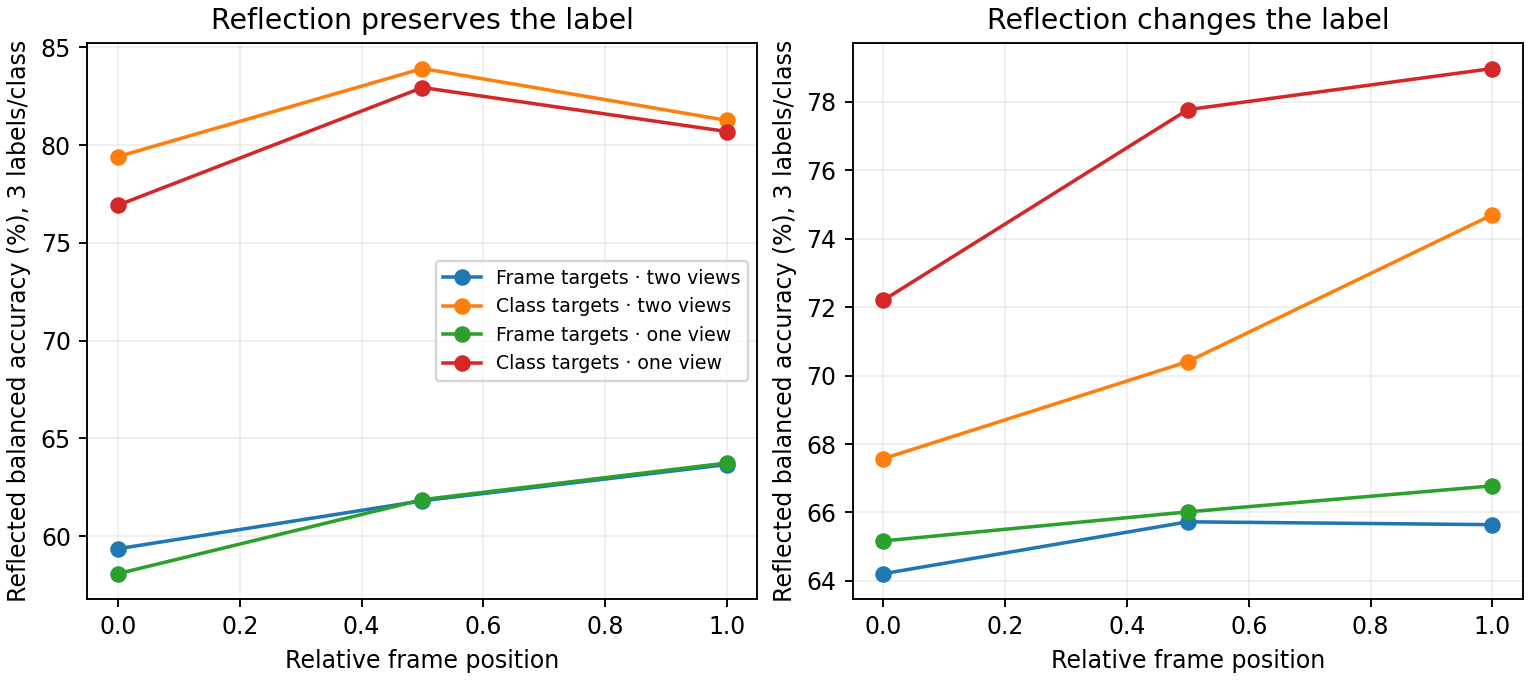 Reflection preserves the label
Reflected balanced accuracy (%), 3 labels/class
85
80
75
70
65
60
Frame targets · two views
Class targets · two views
Frame targets · one view
Class targets · one view
0.0 0.2 0.4 0.6 0.8 1.0
Relative frame position
Reflection changes the label
Reflected balanced accuracy (%), 3 labels/class
78
76
74
72
70
68
66
64
0.0 0.2 0.4 0.6 0.8 1.0
Relative frame position